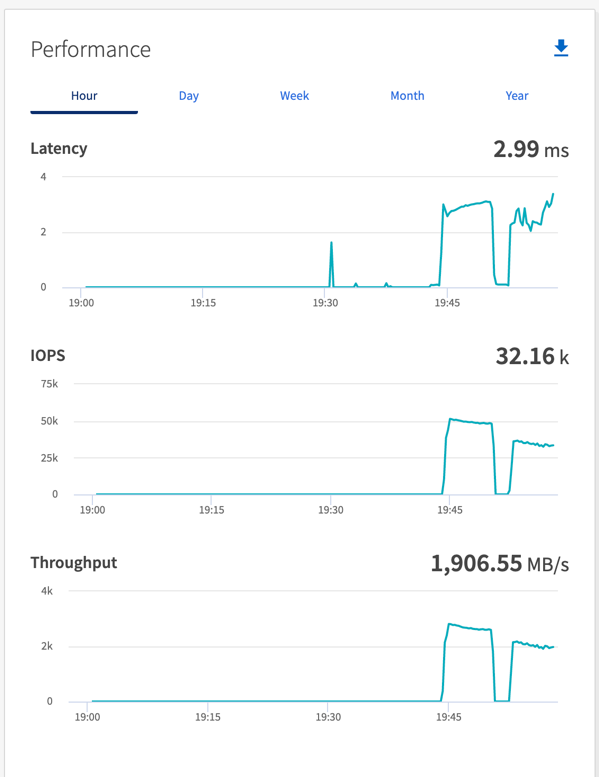 Performance
Hour Day Week Month Year
Latency 2.99 ms
4
2
0
19:00 19:15 19:30 19:45
IOPS 32.16 k
75k
50k
25k
0
19:00 19:15 19:30 19:45
Throughput 1,906.55 MB/s
4k
2k
0
19:00 19:15 19:30 19:45